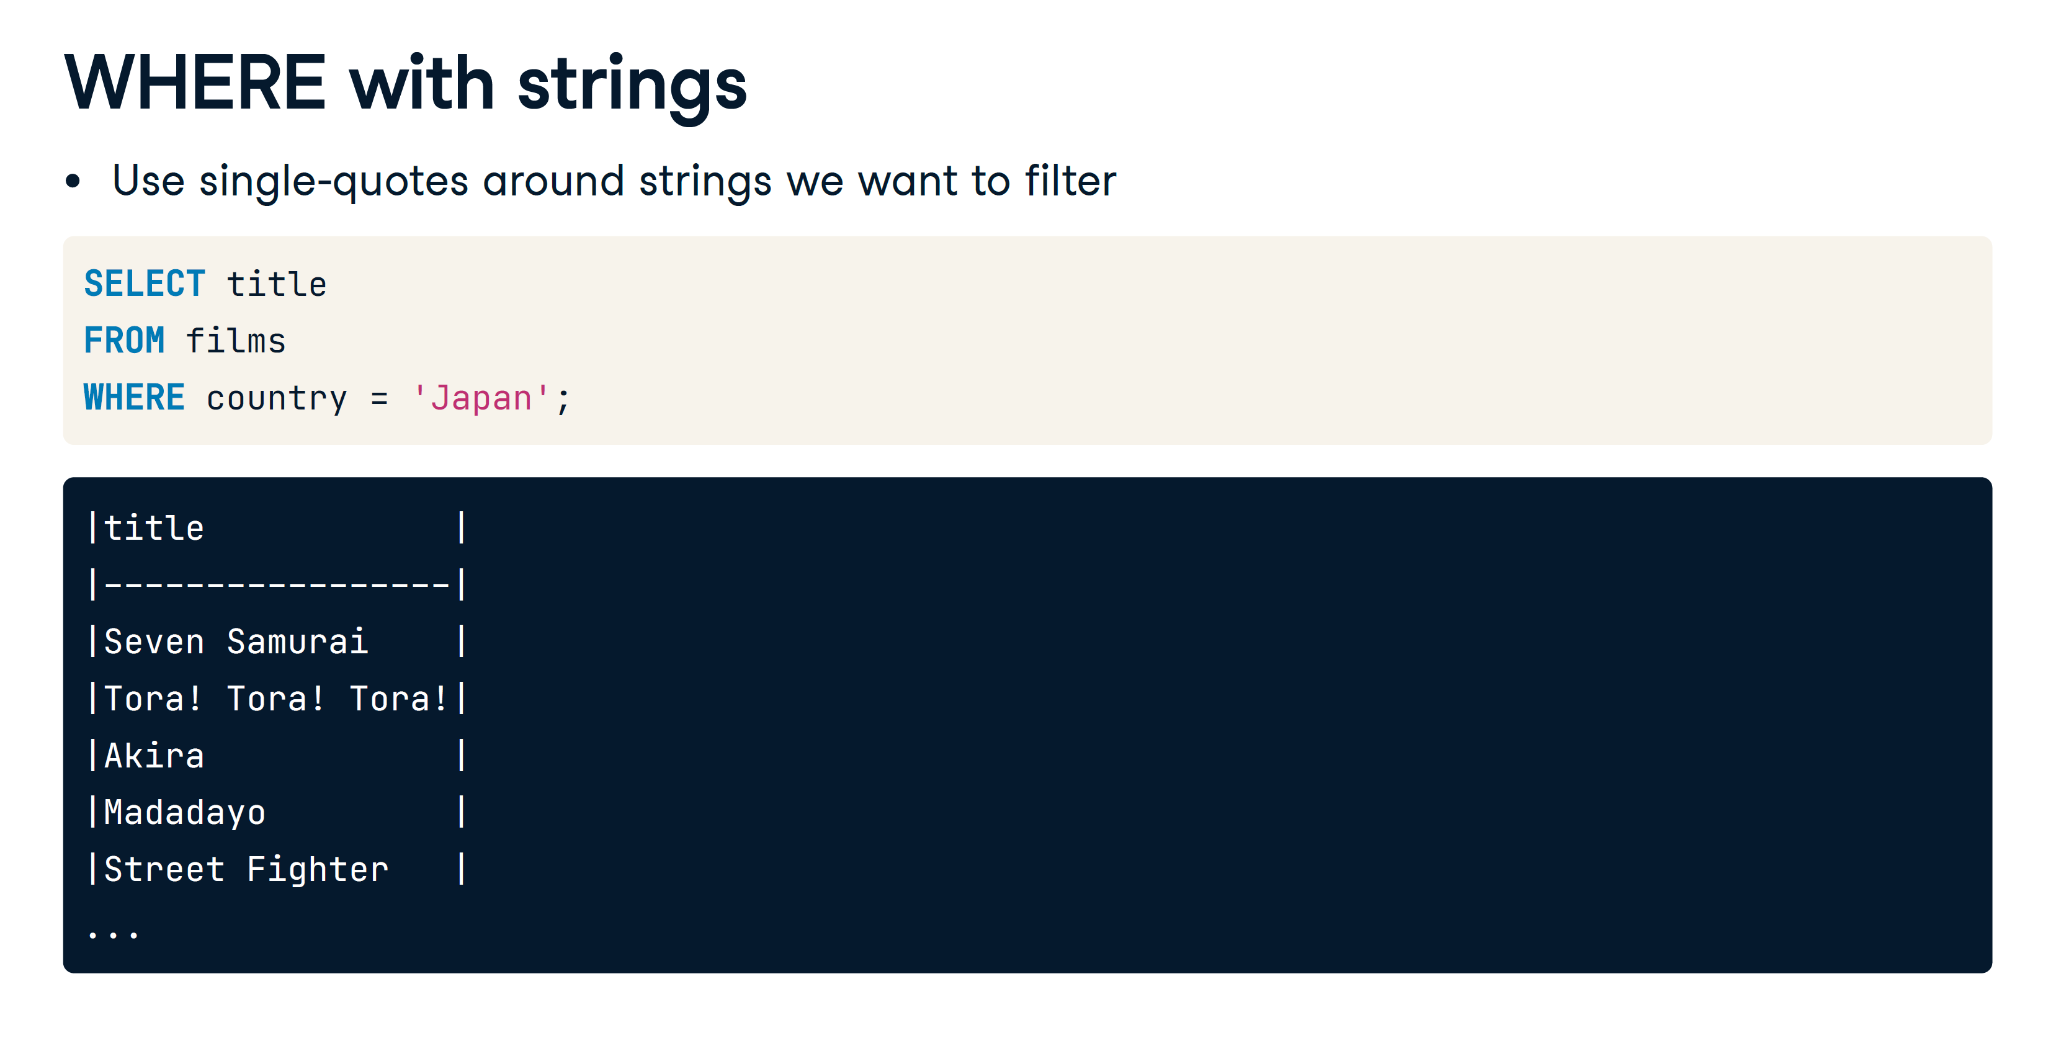 WHERE with strings
• Use single-quotes around strings we want to filter
SELECT title
FROM films
WHERE country = 'Japan';
|title            |
|-----------------|
|Seven Samurai    |
|Tora! Tora! Tora!|
|Akira            |
|Madadayo         |
|Street Fighter   |
...